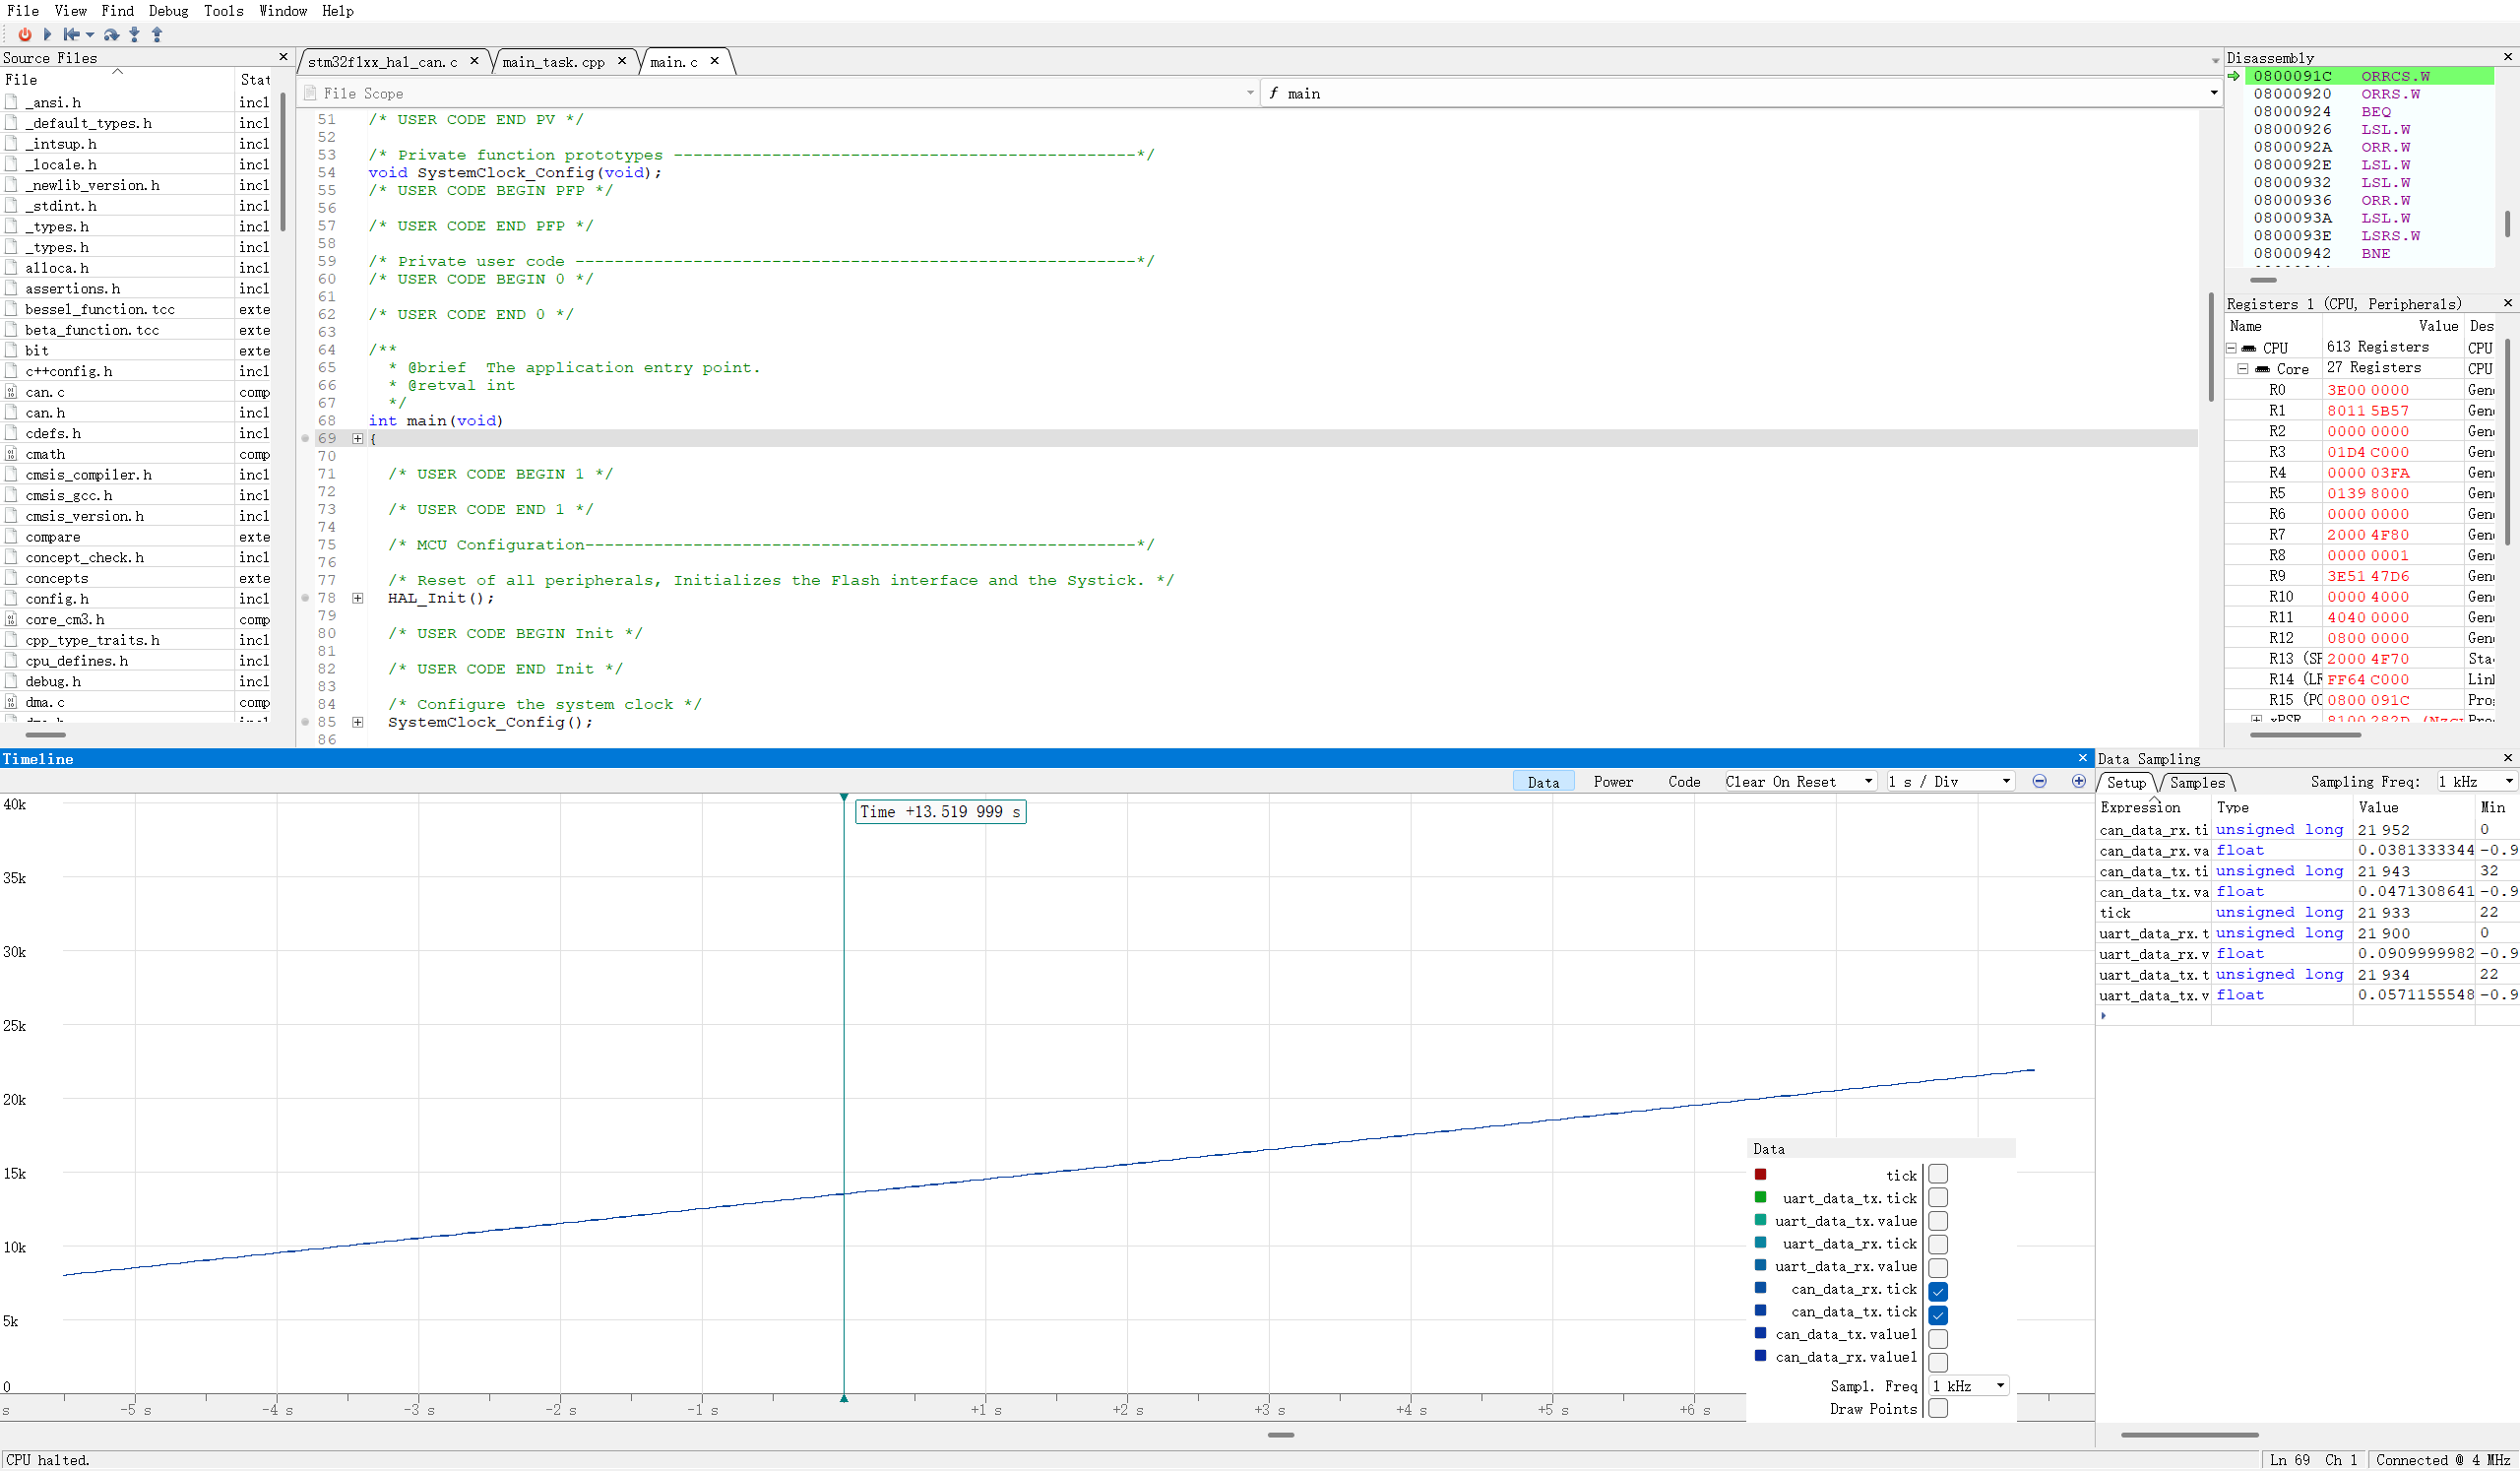 File View Find Debug Tools Window Help
Source Files
File Stat
_ansi.h incl
_default_types.h incl
_intsup.h incl
_locale.h incl
_newlib_version.h incl
_stdint.h incl
_types.h incl
_types.h incl
alloca.h incl
assertions.h incl
bessel_function.tcc exte
beta_function.tcc exte
bit exte
c++config.h incl
can.c comp
can.h incl
cdefs.h incl
cmath comp
cmsis_compiler.h incl
cmsis_gcc.h incl
cmsis_version.h incl
compare exte
concept_check.h incl
concepts exte
config.h incl
core_cm3.h comp
cpp_type_traits.h incl
cpu_defines.h incl
debug.h incl
dma.c comp
stm32f1xx_hal_can.c main_task.cpp main.c
File Scope f main
51 /* USER CODE END PV */
52
53 /* Private function prototypes -----------------------------------------------*/
54 void SystemClock_Config(void);
55 /* USER CODE BEGIN PFP */
56
57 /* USER CODE END PFP */
58
59 /* Private user code ---------------------------------------------------------*/
60 /* USER CODE BEGIN 0 */
61
62 /* USER CODE END 0 */
63
64 /**
65 * @brief  The application entry point.
66 * @retval int
67 */
68 int main(void)
69 {
70
71 /* USER CODE BEGIN 1 */
72
73 /* USER CODE END 1 */
74
75 /* MCU Configuration--------------------------------------------------------*/
76
77 /* Reset of all peripherals, Initializes the Flash interface and the Systick. */
78 HAL_Init();
79
80 /* USER CODE BEGIN Init */
81
82 /* USER CODE END Init */
83
84 /* Configure the system clock */
85 SystemClock_Config();
86
Disassembly
0800091C ORRCS.W
08000920 ORRS.W
08000924 BEQ
08000926 LSL.W
0800092A ORR.W
0800092E LSL.W
08000932 LSL.W
08000936 ORR.W
0800093A LSL.W
0800093E LSRS.W
08000942 BNE
Registers 1 (CPU, Peripherals)
Name Value Des
CPU 613 Registers CPU
Core 27 Registers CPU
R0 3E00 0000 Gen
R1 8011 5B57 Gen
R2 0000 0000 Gen
R3 01D4 C000 Gen
R4 0000 03FA Gen
R5 0139 8000 Gen
R6 0000 0000 Gen
R7 2000 4F80 Gen
R8 0000 0001 Gen
R9 3E51 47D6 Gen
R10 0000 4000 Gen
R11 4040 0000 Gen
R12 0800 0000 Gen
R13 (SP 2000 4F70 Sta
R14 (LR FF64 C000 Lin
R15 (PC 0800 091C Pro
Timeline
Data Power Code Clear On Reset 1 s / Div
40k
35k
30k
25k
20k
15k
10k
5k
0
Time +13.519 999 s
s -5 s -4 s -3 s -2 s -1 s +1 s +2 s +3 s +4 s +5 s +6 s
Data
tick
uart_data_tx.tick
uart_data_tx.value
uart_data_rx.tick
uart_data_rx.value
can_data_rx.tick
can_data_tx.tick
can_data_tx.value1
can_data_rx.value1
Sampl. Freq 1 kHz
Draw Points
Data Sampling
Setup Samples Sampling Freq: 1 kHz
Expression Type Value Min
can_data_rx.ti unsigned long 21 952 0
can_data_rx.va float 0.0381333344 -0.9
can_data_tx.ti unsigned long 21 943 32
can_data_tx.va float 0.0471308641 -0.9
tick unsigned long 21 933 22
uart_data_rx.t unsigned long 21 900 0
uart_data_rx.v float 0.0909999982 -0.9
uart_data_tx.t unsigned long 21 934 22
uart_data_tx.v float 0.0571155548 -0.9
CPU halted.
Ln 69 Ch 1 Connected @ 4 MHz